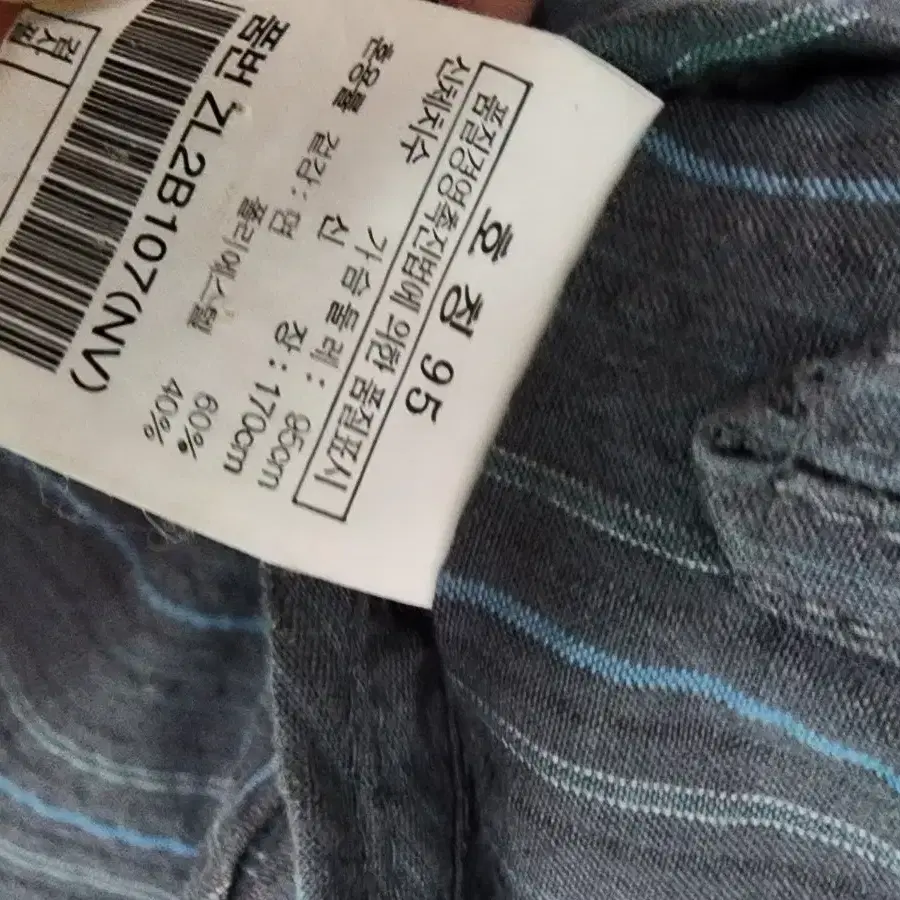 호칭 95
품질경영촉진법에 의한 품질표시
신체치수
가슴둘레 : 95cm
신 장 : 170cm
혼용률 겉감 : 면 60%
폴리에스텔 40%
품번 ZL2B107(NV)